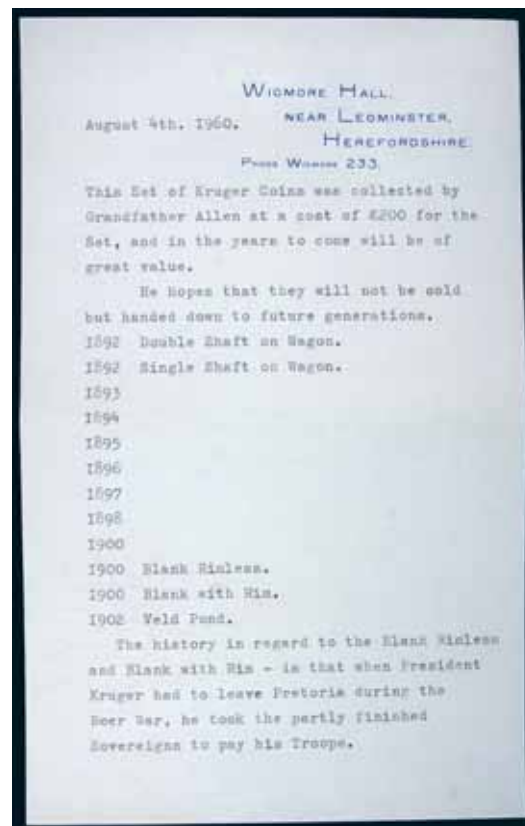 WIGMORE HALL,
August 4th. 1960. NEAR LEOMINSTER,
HEREFORDSHIRE.
PHONE WIGMORE 233.
This Set of Kruger Coins was collected by
Grandfather Allen at a cost of £200 for the
Set, and in the years to come will be of
great value.
He hopes that they will not be sold
but handed down to future generations.
1892 Double Shaft on Wagon.
1892 Single Shaft on Wagon.
1893
1894
1895
1896
1897
1898
1900
1900 Blank Rimless.
1900 Blank with Rim.
1902 Veld Pond.
The history in regard to the Blank Rimless
and Blank with Rim - is that when President
Kruger had to leave Pretoria during the
Boer War, he took the partly finished
Sovereigns to pay his Troops.